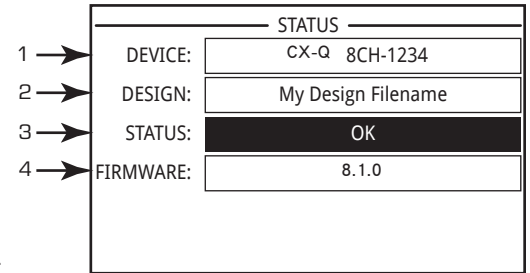 STATUS
1 DEVICE: CX-Q 8CH-1234
2 DESIGN: My Design Filename
3 STATUS: OK
4 FIRMWARE: 8.1.0